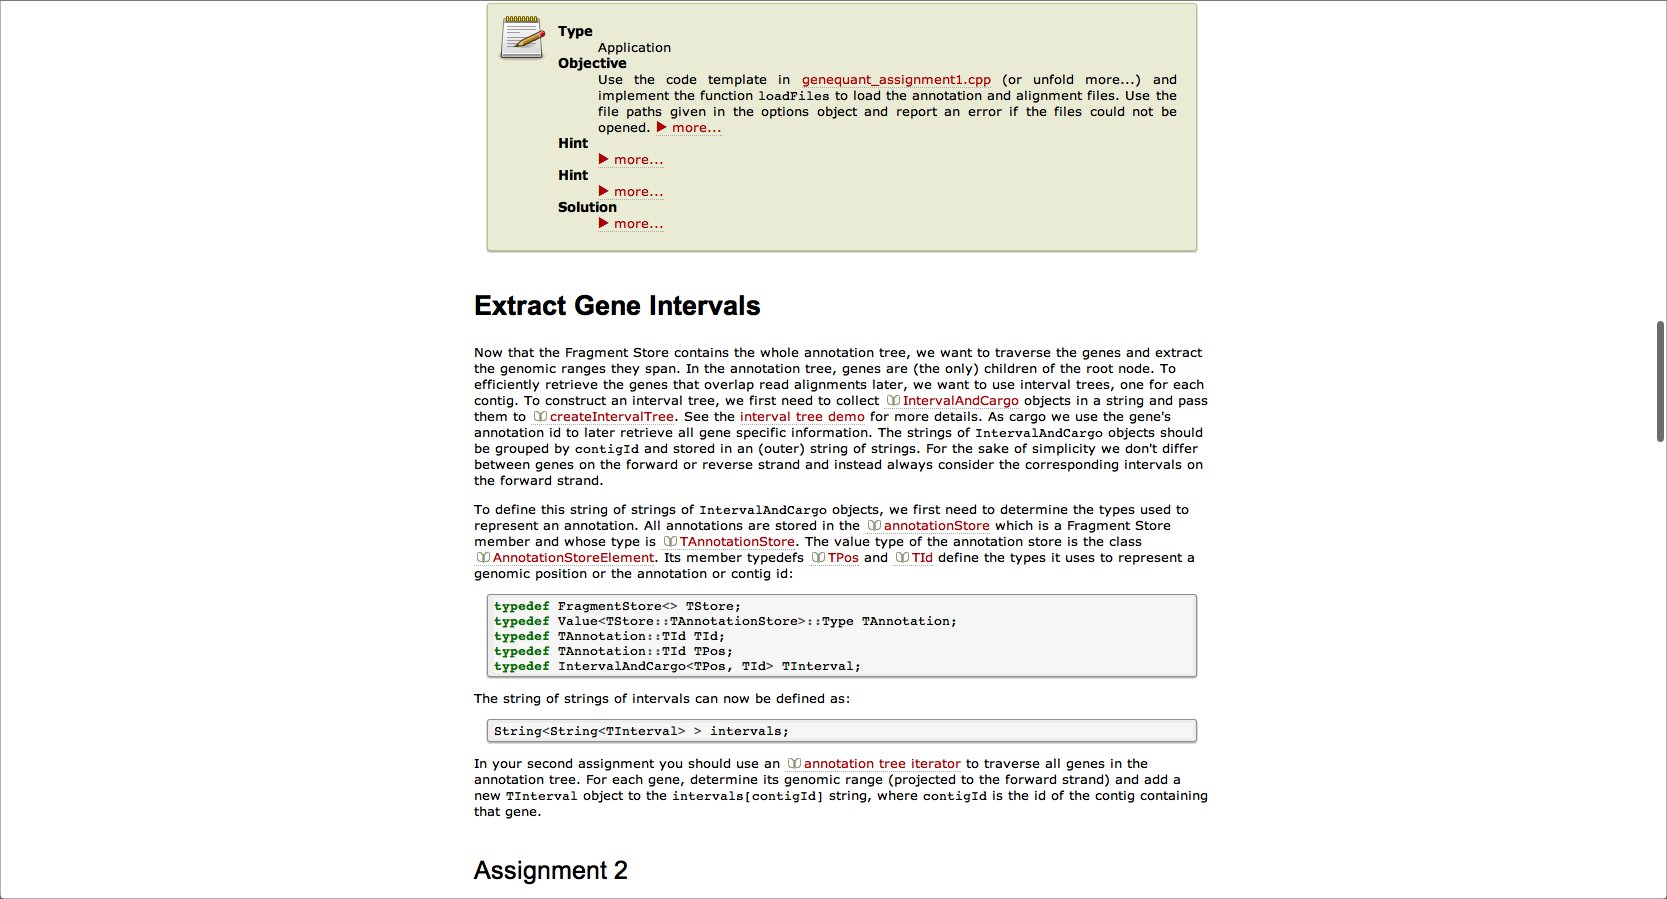 Type
Application
Objective
Use the code template in genequant_assignment1.cpp (or unfold more...) and
implement the function loadFiles to load the annotation and alignment files. Use the
file paths given in the options object and report an error if the files could not be
opened. ▶ more...
Hint
▶ more...
Hint
▶ more...
Solution
▶ more...
Extract Gene Intervals
Now that the Fragment Store contains the whole annotation tree, we want to traverse the genes and extract
the genomic ranges they span. In the annotation tree, genes are (the only) children of the root node. To
efficiently retrieve the genes that overlap read alignments later, we want to use interval trees, one for each
contig. To construct an interval tree, we first need to collect IntervalAndCargo objects in a string and pass
them to createIntervalTree. See the interval tree demo for more details. As cargo we use the gene's
annotation id to later retrieve all gene specific information. The strings of IntervalAndCargo objects should
be grouped by contigId and stored in an (outer) string of strings. For the sake of simplicity we don't differ
between genes on the forward or reverse strand and instead always consider the corresponding intervals on
the forward strand.
To define this string of strings of IntervalAndCargo objects, we first need to determine the types used to
represent an annotation. All annotations are stored in the annotationStore which is a Fragment Store
member and whose type is TAnnotationStore. The value type of the annotation store is the class
AnnotationStoreElement. Its member typedefs TPos and TId define the types it uses to represent a
genomic position or the annotation or contig id:
typedef FragmentStore<> TStore;
typedef Value<TStore::TAnnotationStore>::Type TAnnotation;
typedef TAnnotation::TId TId;
typedef TAnnotation::TId TPos;
typedef IntervalAndCargo<TPos, TId> TInterval;
The string of strings of intervals can now be defined as:
String<String<TInterval> > intervals;
In your second assignment you should use an annotation tree iterator to traverse all genes in the
annotation tree. For each gene, determine its genomic range (projected to the forward strand) and add a
new TInterval object to the intervals[contigId] string, where contigId is the id of the contig containing
that gene.
Assignment 2